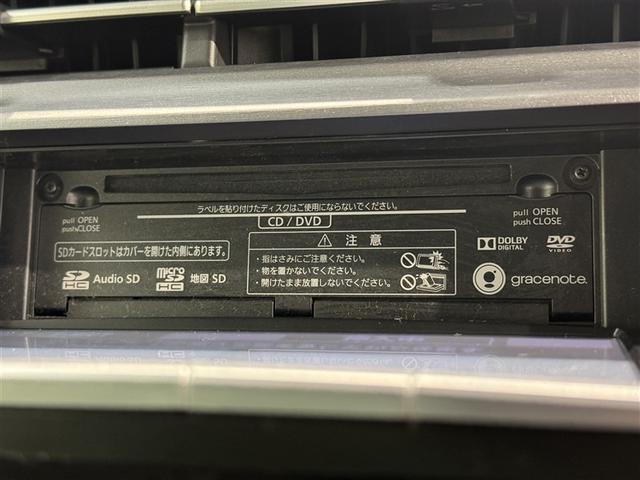 ラベルを貼り付けたディスクはご使用にならないでください。
CD / DVD
pull OPEN
push CLOSE
pull OPEN
push CLOSE
SDカードスロットはカバーを開けた内側にあります。
⚠ 注 意
・指はさみにご注意ください。
・物を置かないでください。
・開けたまま放置しないでください。
DOLBY
DIGITAL
DVD
VIDEO
SD
HC
Audio SD
micro
SD
HC
地図 SD
gracenote.